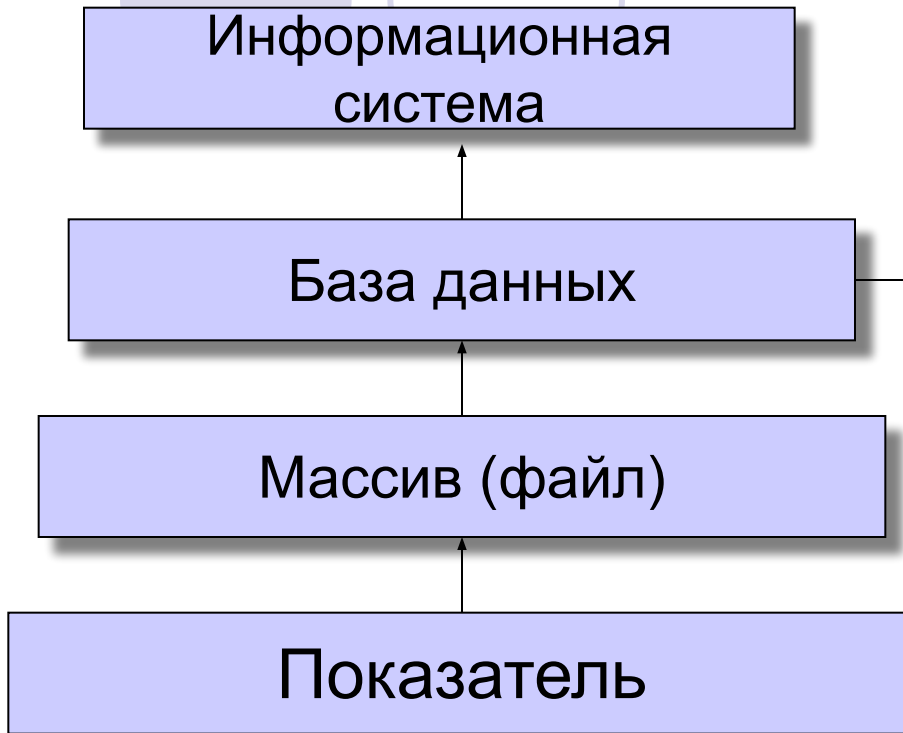 Информационная
система
База данных
Массив (файл)
Показатель